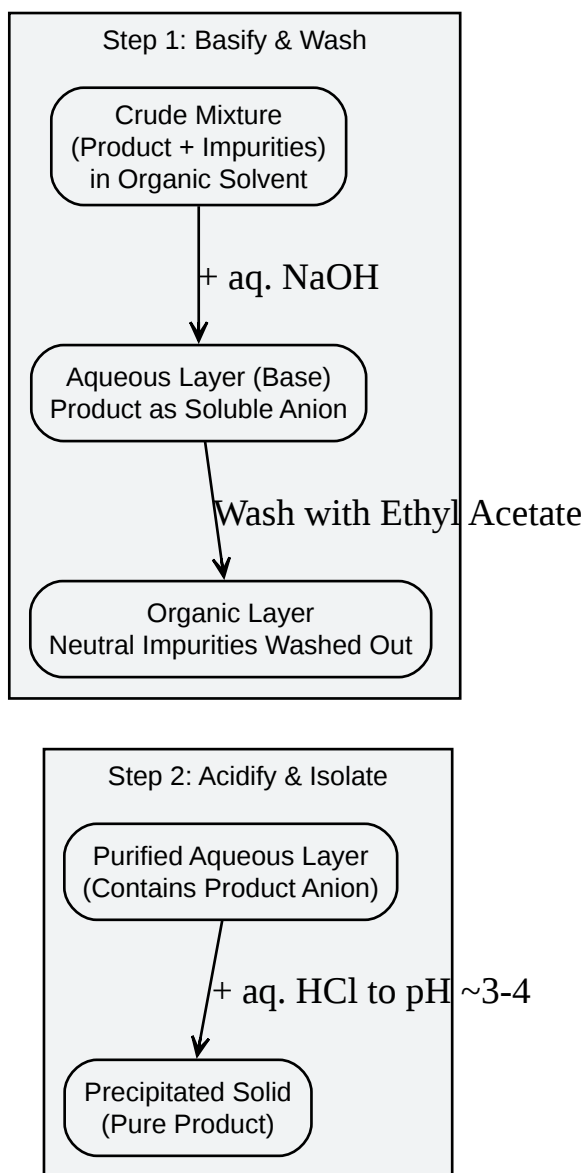 Step 1: Basify & Wash
Crude Mixture
(Product + Impurities)
in Organic Solvent
+ aq. NaOH
Aqueous Layer (Base)
Product as Soluble Anion
Wash with Ethyl Acetate
Organic Layer
Neutral Impurities Washed Out
Step 2: Acidify & Isolate
Purified Aqueous Layer
(Contains Product Anion)
+ aq. HCl to pH ~3-4
Precipitated Solid
(Pure Product)